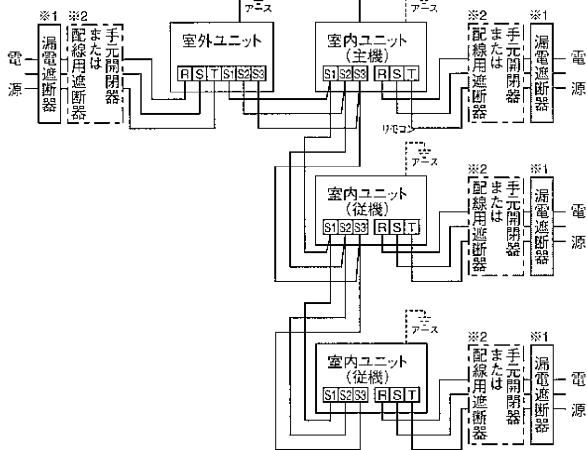 アース
アース
※1
漏電遮断器
※2
手元開閉器
または
配線用遮断器
電
源
室外ユニット
R S T S1 S2 S3
室内ユニット
(主機)
S1 S2 S3 R S T
リモコン
※2
手元開閉器
または
配線用遮断器
※1
漏電遮断器
電
源
アース
室内ユニット
(従機)
S1 S2 S3 R S T
※2
手元開閉器
または
配線用遮断器
※1
漏電遮断器
電
源
アース
室内ユニット
(従機)
S1 S2 S3 R S T
※2
手元開閉器
または
配線用遮断器
※1
漏電遮断器
電
源